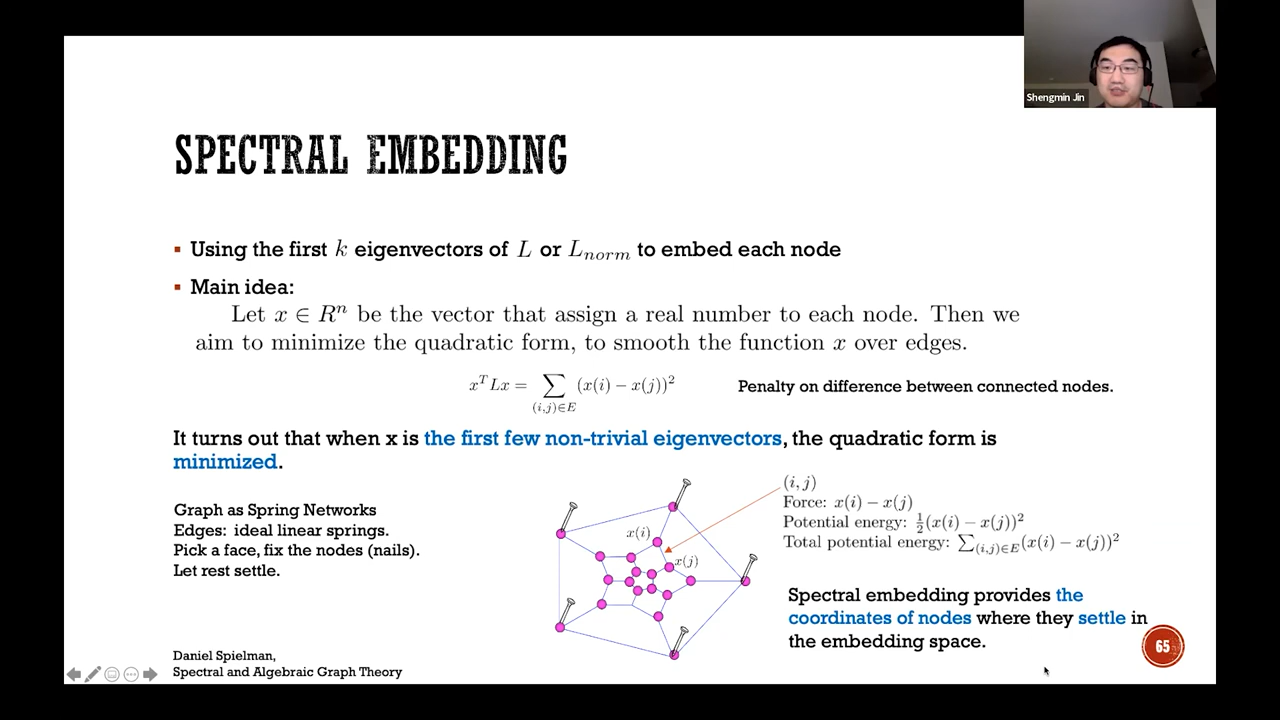 Shengmin Jin
SPECTRAL EMBEDDING
▪ Using the first k eigenvectors of L or L_{norm} to embed each node
▪ Main idea:
Let x ∈ R^n be the vector that assign a real number to each node. Then we
aim to minimize the quadratic form, to smooth the function x over edges.
x^T Lx = ∑_{(i,j)∈E} (x(i) − x(j))^2
Penalty on difference between connected nodes.
It turns out that when x is the first few non-trivial eigenvectors, the quadratic form is
minimized.
Graph as Spring Networks
Edges: ideal linear springs.
Pick a face, fix the nodes (nails).
Let rest settle.
x(i)
x(j)
(i, j)
Force: x(i) − x(j)
Potential energy: ½(x(i) − x(j))^2
Total potential energy: ∑_{(i,j)∈E}(x(i) − x(j))^2
Spectral embedding provides the
coordinates of nodes where they settle in
the embedding space.
65
Daniel Spielman,
Spectral and Algebraic Graph Theory